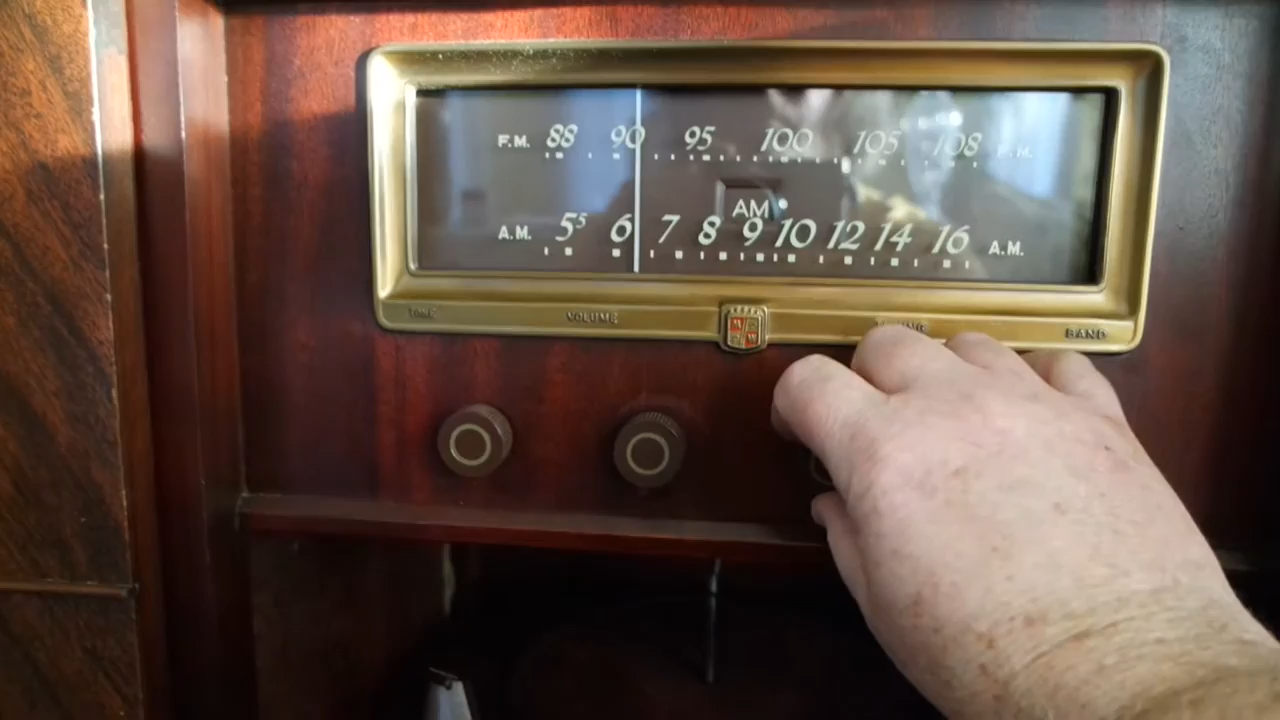 F.M. 88 90 95 100 105 108 F.M.
AM
A.M. 5⁵ 6 7 8 9 10 12 14 16 A.M.
TONE VOLUME TUNING BAND